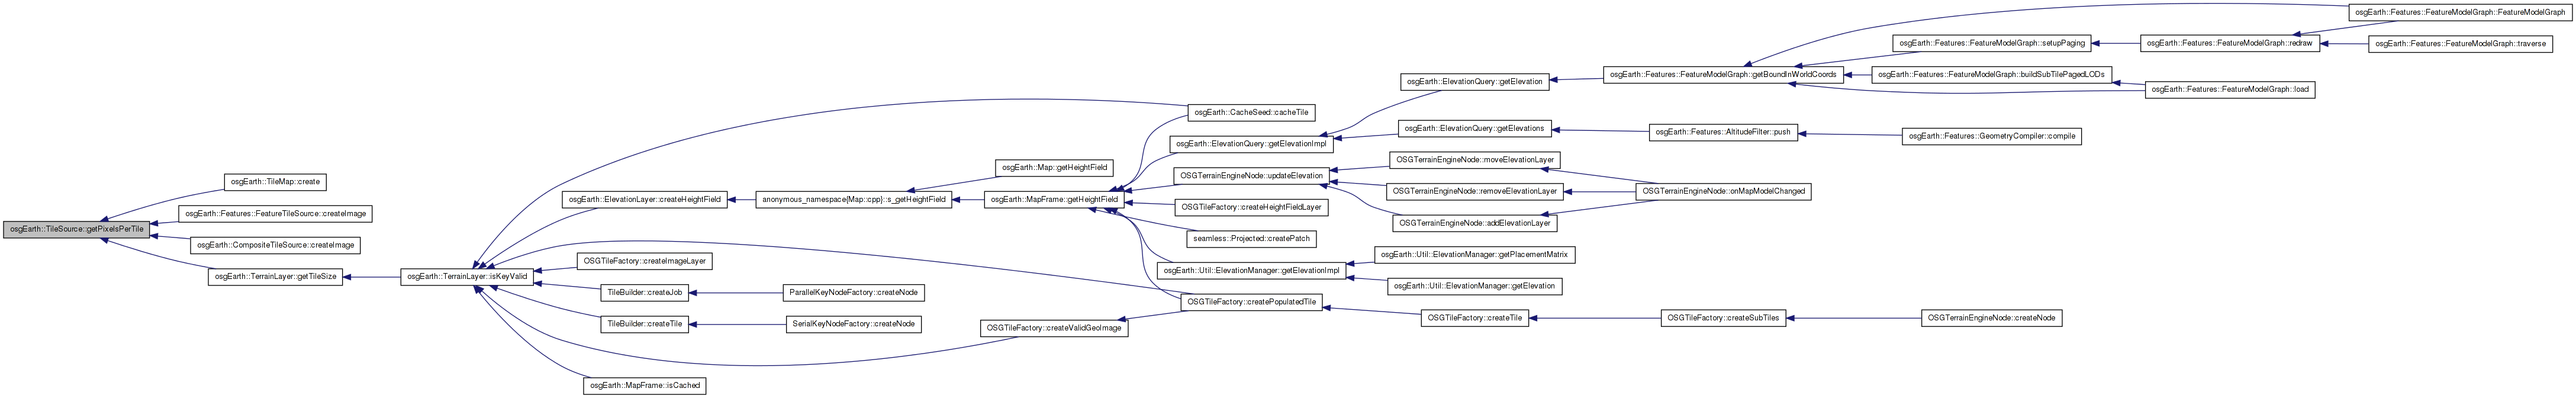 osgEarth::TileSource::getPixelsPerTile
osgEarth::TileMap::create
osgEarth::Features::FeatureTileSource::createImage
osgEarth::CompositeTileSource::createImage
osgEarth::TerrainLayer::getTileSize
osgEarth::TerrainLayer::isKeyValid
osgEarth::ElevationLayer::createHeightField
OSGTileFactory::createImageLayer
TileBuilder::createJob
TileBuilder::createTile
osgEarth::MapFrame::isCached
anonymous_namespace{Map::cpp}::s_getHeightField
ParallelKeyNodeFactory::createNode
SerialKeyNodeFactory::createNode
osgEarth::Map::getHeightField
osgEarth::MapFrame::getHeightField
OSGTileFactory::createValidGeoImage
osgEarth::CacheSeed::cacheTile
osgEarth::ElevationQuery::getElevationImpl
OSGTerrainEngineNode::updateElevation
OSGTileFactory::createHeightFieldLayer
seamless::Projected::createPatch
osgEarth::Util::ElevationManager::getElevationImpl
OSGTileFactory::createPopulatedTile
osgEarth::ElevationQuery::getElevation
osgEarth::ElevationQuery::getElevations
OSGTerrainEngineNode::moveElevationLayer
OSGTerrainEngineNode::removeElevationLayer
OSGTerrainEngineNode::addElevationLayer
osgEarth::Util::ElevationManager::getPlacementMatrix
osgEarth::Util::ElevationManager::getElevation
OSGTileFactory::createTile
osgEarth::Features::FeatureModelGraph::getBoundInWorldCoords
osgEarth::Features::AltitudeFilter::push
OSGTerrainEngineNode::onMapModelChanged
OSGTileFactory::createSubTiles
osgEarth::Features::FeatureModelGraph::setupPaging
osgEarth::Features::FeatureModelGraph::buildSubTilePagedLODs
osgEarth::Features::GeometryCompiler::compile
OSGTerrainEngineNode::createNode
osgEarth::Features::FeatureModelGraph::redraw
osgEarth::Features::FeatureModelGraph::load
osgEarth::Features::FeatureModelGraph::FeatureModelGraph
osgEarth::Features::FeatureModelGraph::traverse